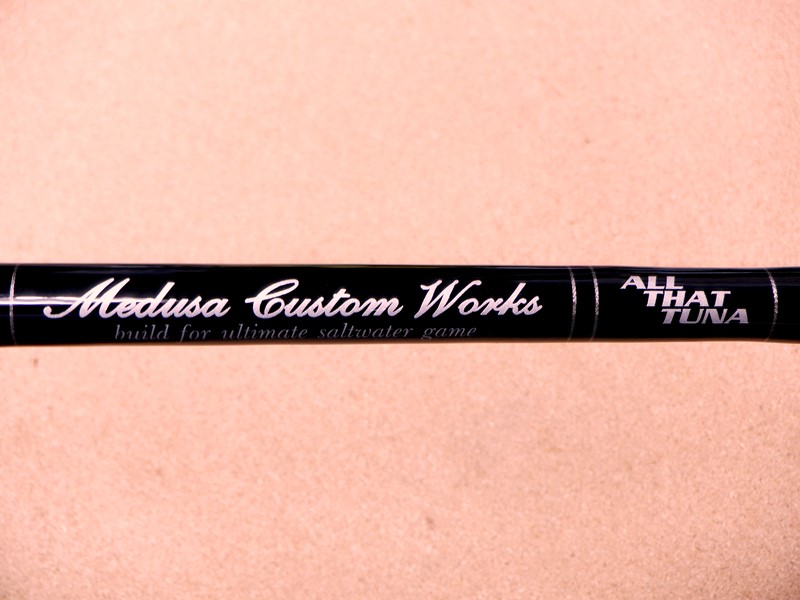 Medusa Custom Works
build for ultimate saltwater game
ALL
THAT
TUNA